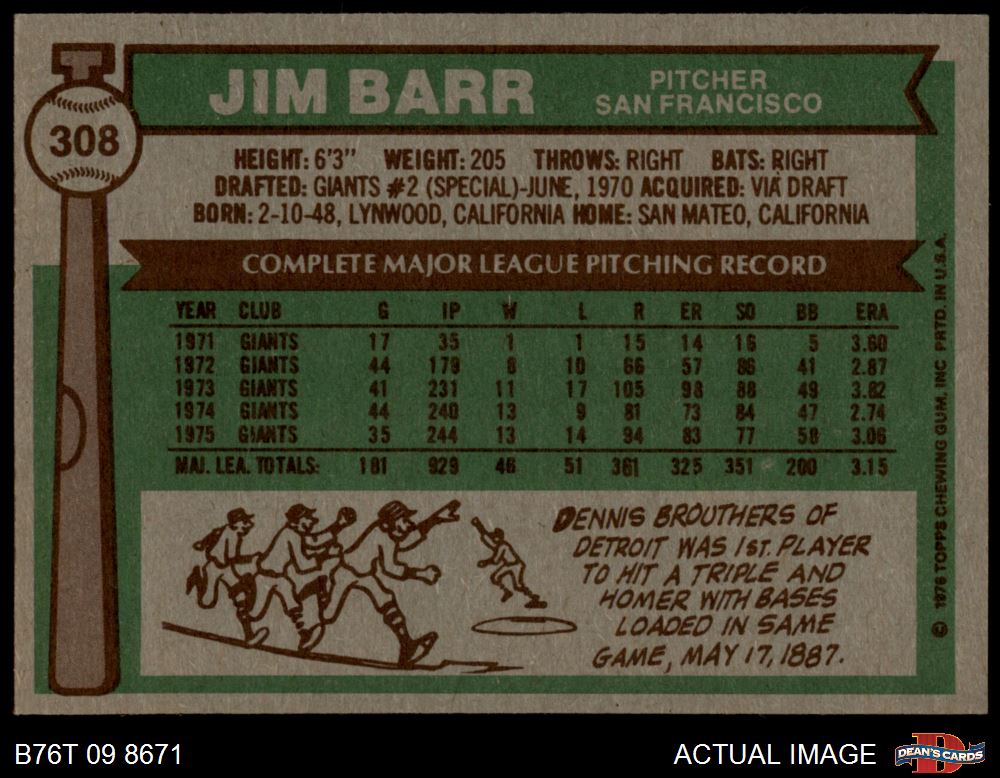 JIM BARR
PITCHER
SAN FRANCISCO
308
HEIGHT: 6'3" WEIGHT: 205 THROWS: RIGHT BATS: RIGHT
DRAFTED: GIANTS #2 (SPECIAL)-JUNE, 1970 ACQUIRED: VIA DRAFT
BORN: 2-10-48, LYNWOOD, CALIFORNIA HOME: SAN MATEO, CALIFORNIA
COMPLETE MAJOR LEAGUE PITCHING RECORD
YEAR CLUB G IP W L R ER SO BB ERA
1971 GIANTS 17 35 1 1 15 14 16 5 3.60
1972 GIANTS 44 179 8 10 66 57 86 41 2.87
1973 GIANTS 41 231 11 17 105 98 88 49 3.82
1974 GIANTS 44 240 13 9 81 73 84 47 2.74
1975 GIANTS 35 244 13 14 94 83 77 58 3.06
MAJ. LEA. TOTALS: 181 929 46 51 361 325 351 200 3.15
DENNIS BROUTHERS OF
DETROIT WAS 1ST. PLAYER
TO HIT A TRIPLE AND
HOMER WITH BASES
LOADED IN SAME
GAME, MAY 17, 1887.
© 1976 TOPPS CHEWING GUM, INC PRTD. IN U.S.A.
B76T 09 8671
ACTUAL IMAGE
DEAN'S CARDS